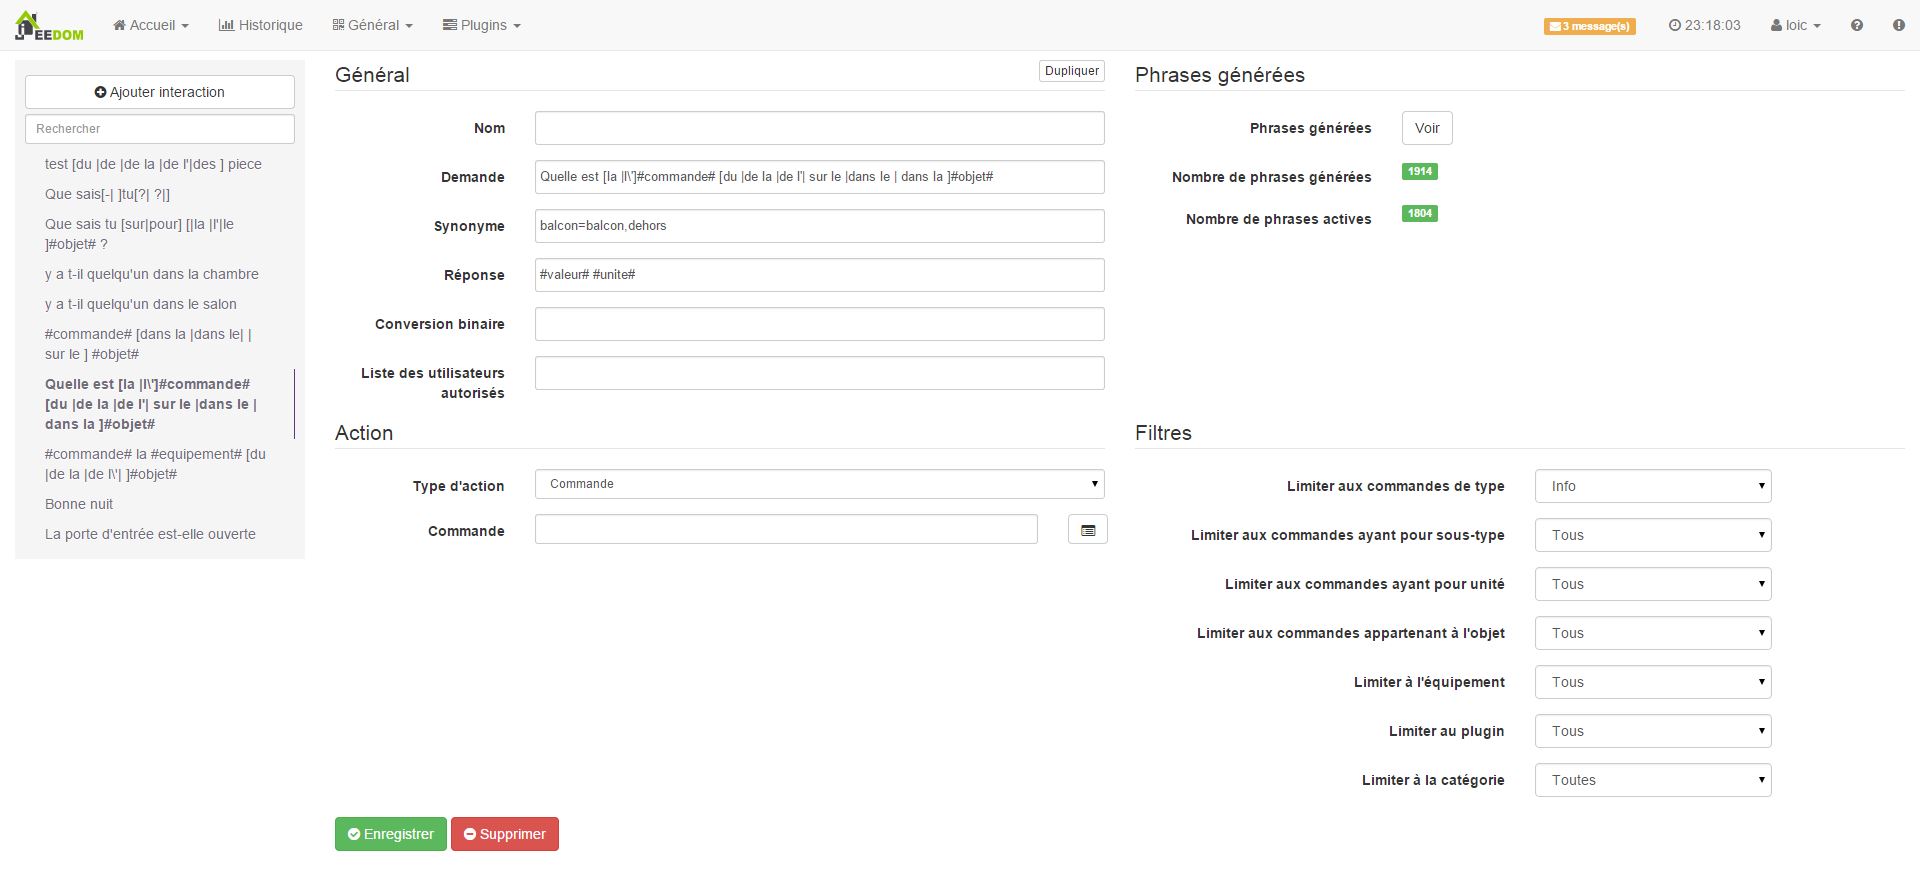 JEEDOM
Accueil
Historique
Général
Plugins
3 message(s)
23:18:03
loic
Ajouter interaction
Rechercher
test [du |de |de la |de l'|des ] piece
Que sais[-| ]tu[?| ?|]
Que sais tu [sur|pour] [|la |l'|le
]#objet# ?
y a t-il quelqu'un dans la chambre
y a t-il quelqu'un dans le salon
#commande# [dans la |dans le| |
sur le ] #objet#
Quelle est [la |l\']#commande#
[du |de la |de l'| sur le |dans le |
dans la ]#objet#
#commande# la #equipement# [du
|de la |de l\'| ]#objet#
Bonne nuit
La porte d'entrée est-elle ouverte
Général
Dupliquer
Nom
Demande
Quelle est [la |l\']#commande# [du |de la |de l'| sur le |dans le | dans la ]#objet#
Synonyme
balcon=balcon,dehors
Réponse
#valeur# #unite#
Conversion binaire
Liste des utilisateurs
autorisés
Phrases générées
Phrases générées
Voir
Nombre de phrases générées
1914
Nombre de phrases actives
1804
Action
Type d'action
Commande
Commande
Filtres
Limiter aux commandes de type
Info
Limiter aux commandes ayant pour sous-type
Tous
Limiter aux commandes ayant pour unité
Tous
Limiter aux commandes appartenant à l'objet
Tous
Limiter à l'équipement
Tous
Limiter au plugin
Tous
Limiter à la catégorie
Toutes
Enregistrer
Supprimer